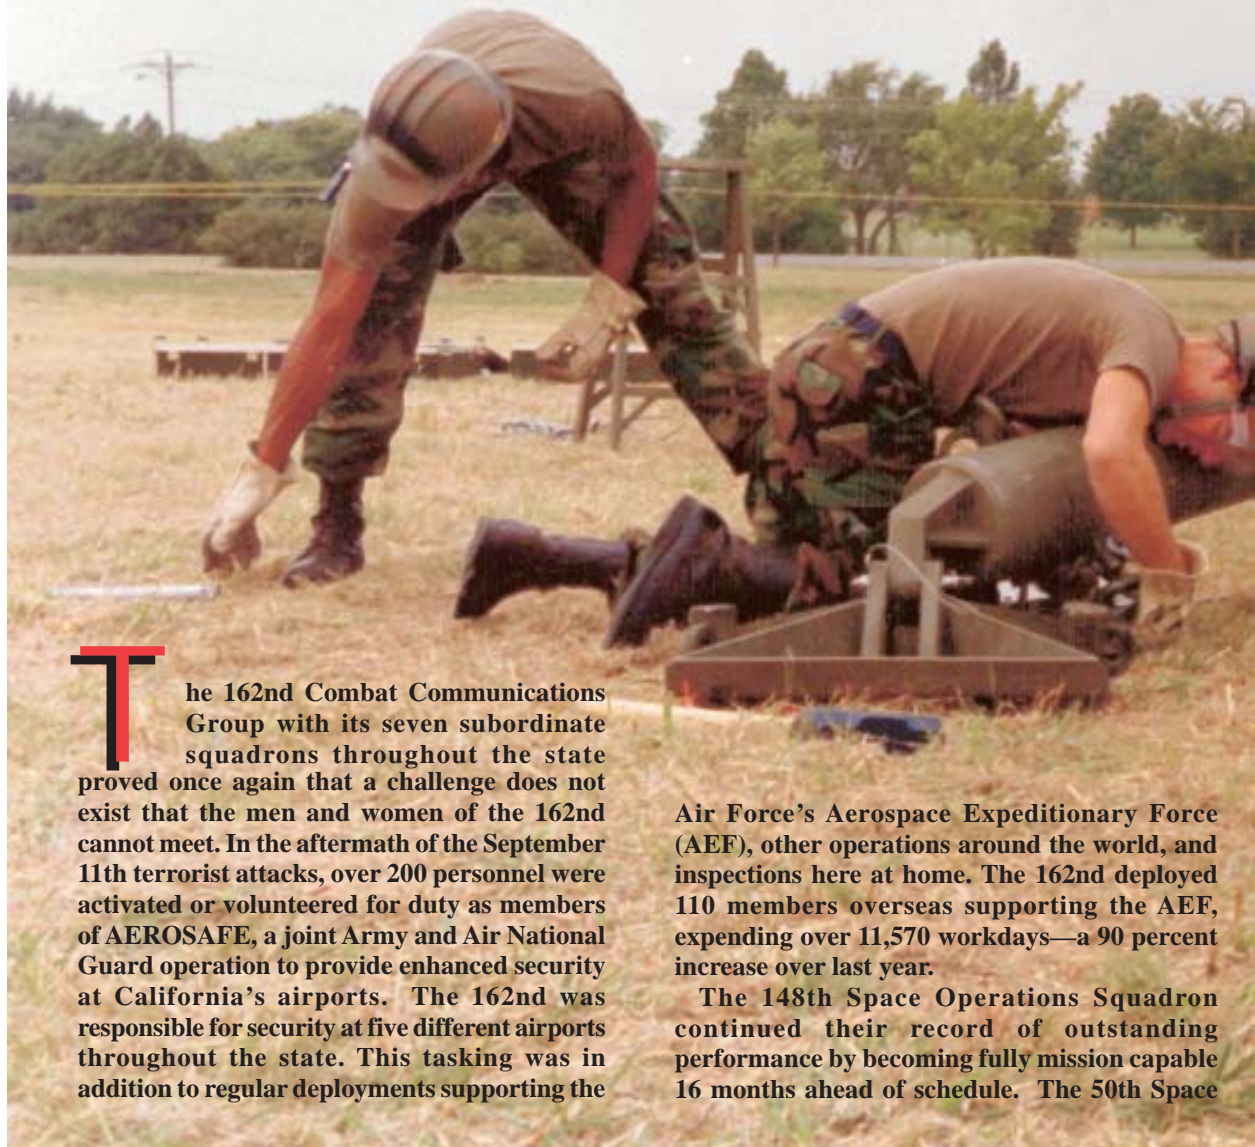 The 162nd Combat Communications
Group with its seven subordinate
squadrons throughout the state
proved once again that a challenge does not
exist that the men and women of the 162nd
cannot meet. In the aftermath of the September
11th terrorist attacks, over 200 personnel were
activated or volunteered for duty as members
of AEROSAFE, a joint Army and Air National
Guard operation to provide enhanced security
at California's airports. The 162nd was
responsible for security at five different airports
throughout the state. This tasking was in
addition to regular deployments supporting the
Air Force's Aerospace Expeditionary Force
(AEF), other operations around the world, and
inspections here at home. The 162nd deployed
110 members overseas supporting the AEF,
expending over 11,570 workdays—a 90 percent
increase over last year.
The 148th Space Operations Squadron
continued their record of outstanding
performance by becoming fully mission capable
16 months ahead of schedule. The 50th Space